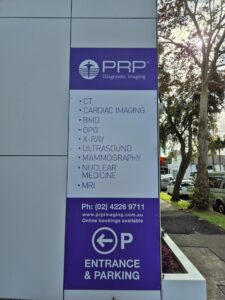 PRP®
Diagnostic Imaging
• CT
• CARDIAC IMAGING
• BMD
• OPG
• X-RAY
• ULTRASOUND
• MAMMOGRAPHY
• NUCLEAR
MEDICINE
• MRI
Ph: (02) 4226 9711
www.prpimaging.com.au
Online bookings available
P
ENTRANCE
& PARKING